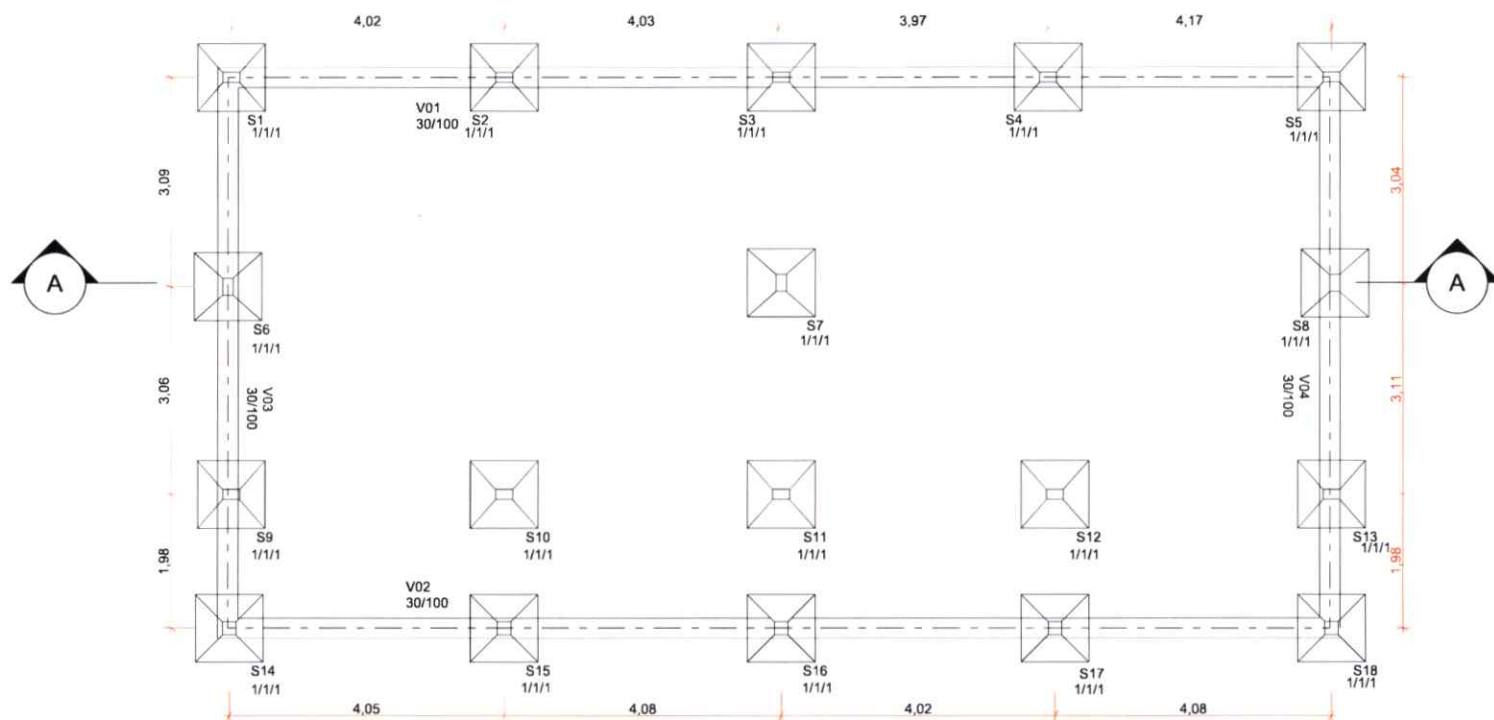 4,02 4,03 3,97 4,17
S1
1/1/1
V01
30/100
S2
1/1/1
S3
1/1/1
S4
1/1/1
S5
1/1/1
3,09
3,04
A
A
S6
1/1/1
S7
1/1/1
S8
1/1/1
3,06
V03
30/100
V04
30/100
3,11
S9
1/1/1
S10
1/1/1
S11
1/1/1
S12
1/1/1
S13
1/1/1
1,98
1,98
V02
30/100
S14
1/1/1
S15
1/1/1
S16
1/1/1
S17
1/1/1
S18
1/1/1
4,05 4,08 4,02 4,08